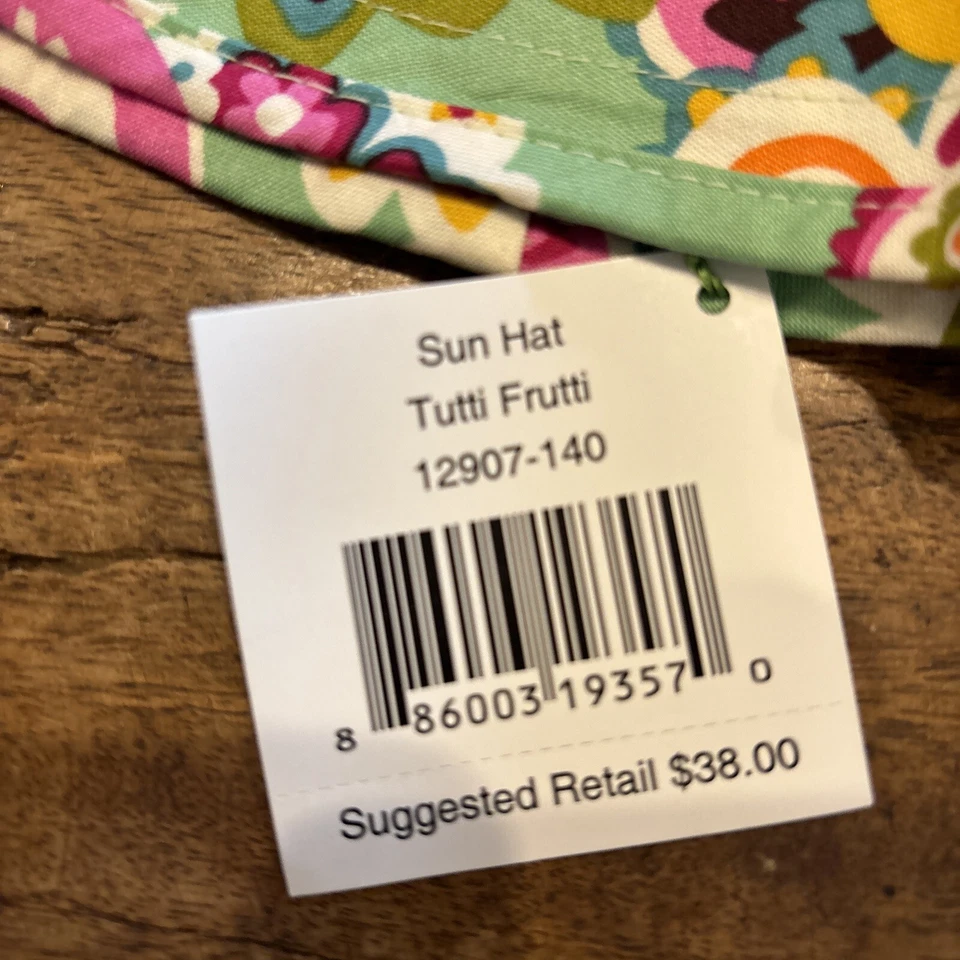 Sun Hat
Tutti Frutti
12907-140
8 86003 19357 0
Suggested Retail $38.00